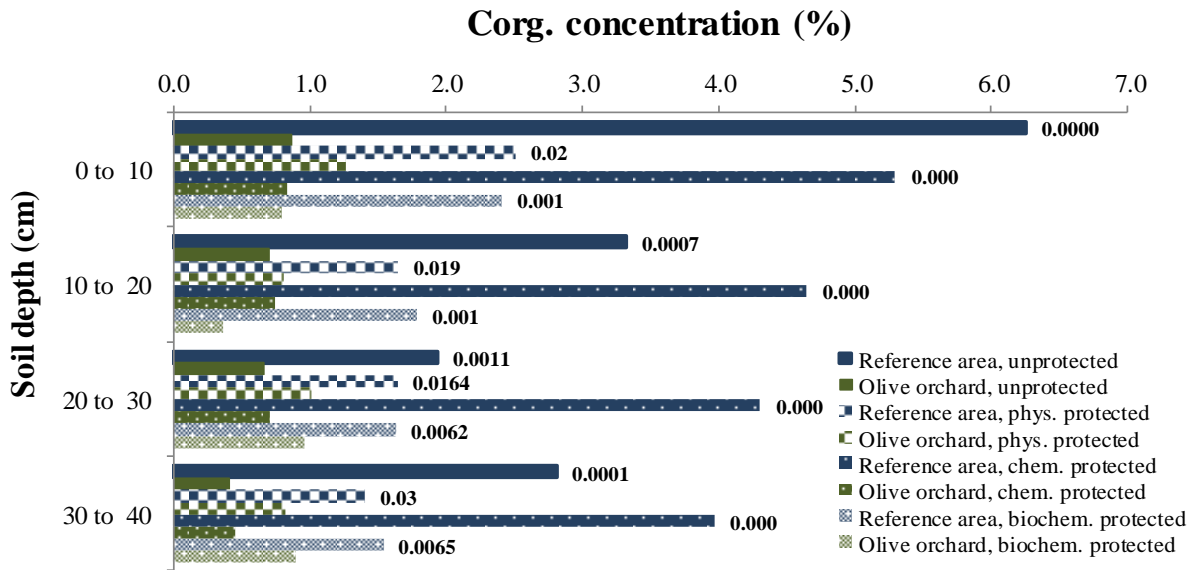 Corg. concentration (%)
0.0 1.0 2.0 3.0 4.0 5.0 6.0 7.0
Soil depth (cm)
0 to 10
0.0000
0.02
0.000
0.001
10 to 20
0.0007
0.019
0.000
0.001
20 to 30
0.0011
0.0164
0.000
0.0062
30 to 40
0.0001
0.03
0.000
0.0065
Reference area, unprotected
Olive orchard, unprotected
Reference area, phys. protected
Olive orchard, phys. protected
Reference area, chem. protected
Olive orchard, chem. protected
Reference area, biochem. protected
Olive orchard, biochem. protected